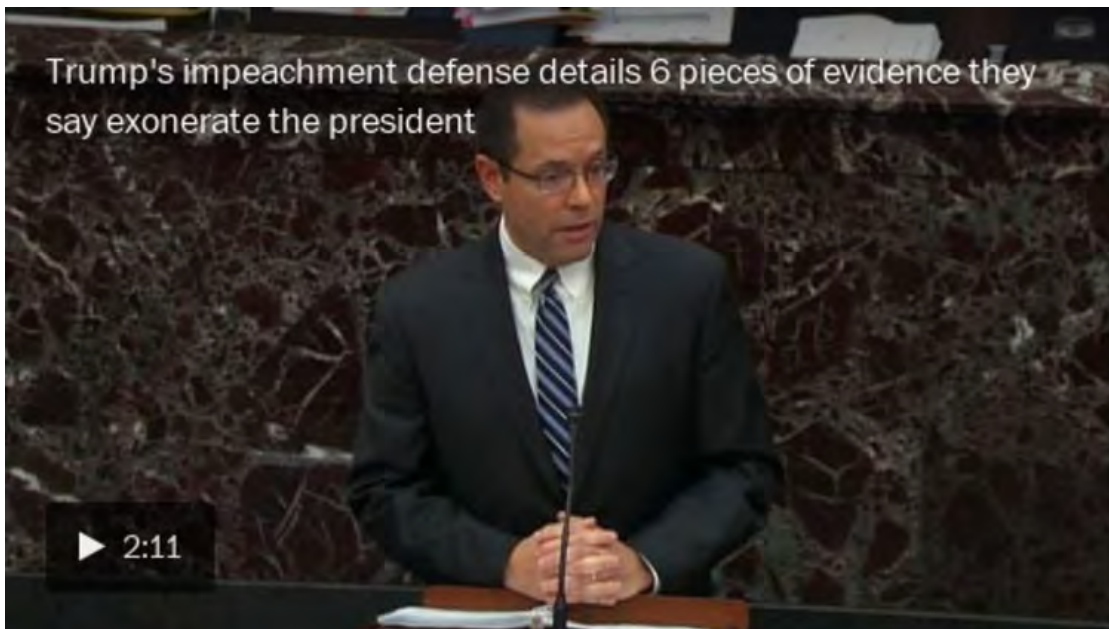 Trump's impeachment defense details 6 pieces of evidence they
say exonerate the president
2:11